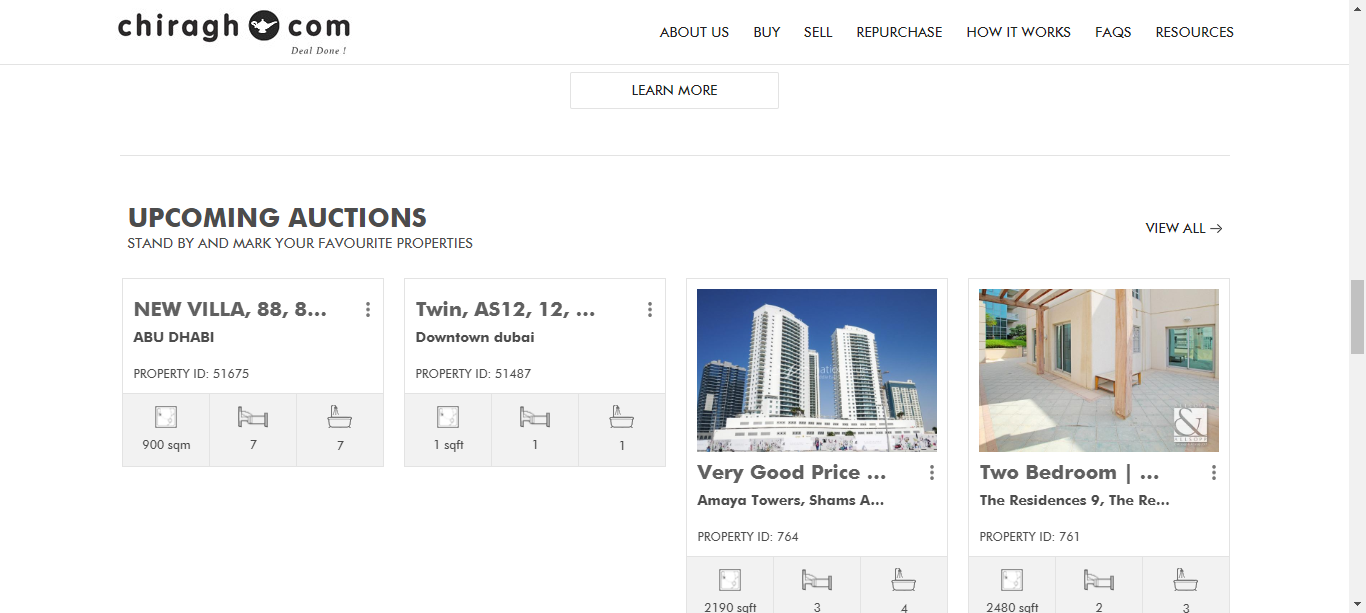 chiragh com
Deal Done !
ABOUT US
BUY
SELL
REPURCHASE
HOW IT WORKS
FAQS
RESOURCES
LEARN MORE
UPCOMING AUCTIONS
STAND BY AND MARK YOUR FAVOURITE PROPERTIES
VIEW ALL →
NEW VILLA, 88, 8...
ABU DHABI
PROPERTY ID: 51675
900 sqm
7
7
Twin, AS12, 12, ...
Downtown dubai
PROPERTY ID: 51487
1 sqft
1
1
Very Good Price ...
Amaya Towers, Shams A...
PROPERTY ID: 764
2190 sqft
3
4
&
Two Bedroom | ...
The Residences 9, The Re...
PROPERTY ID: 761
2480 sqft
2
3